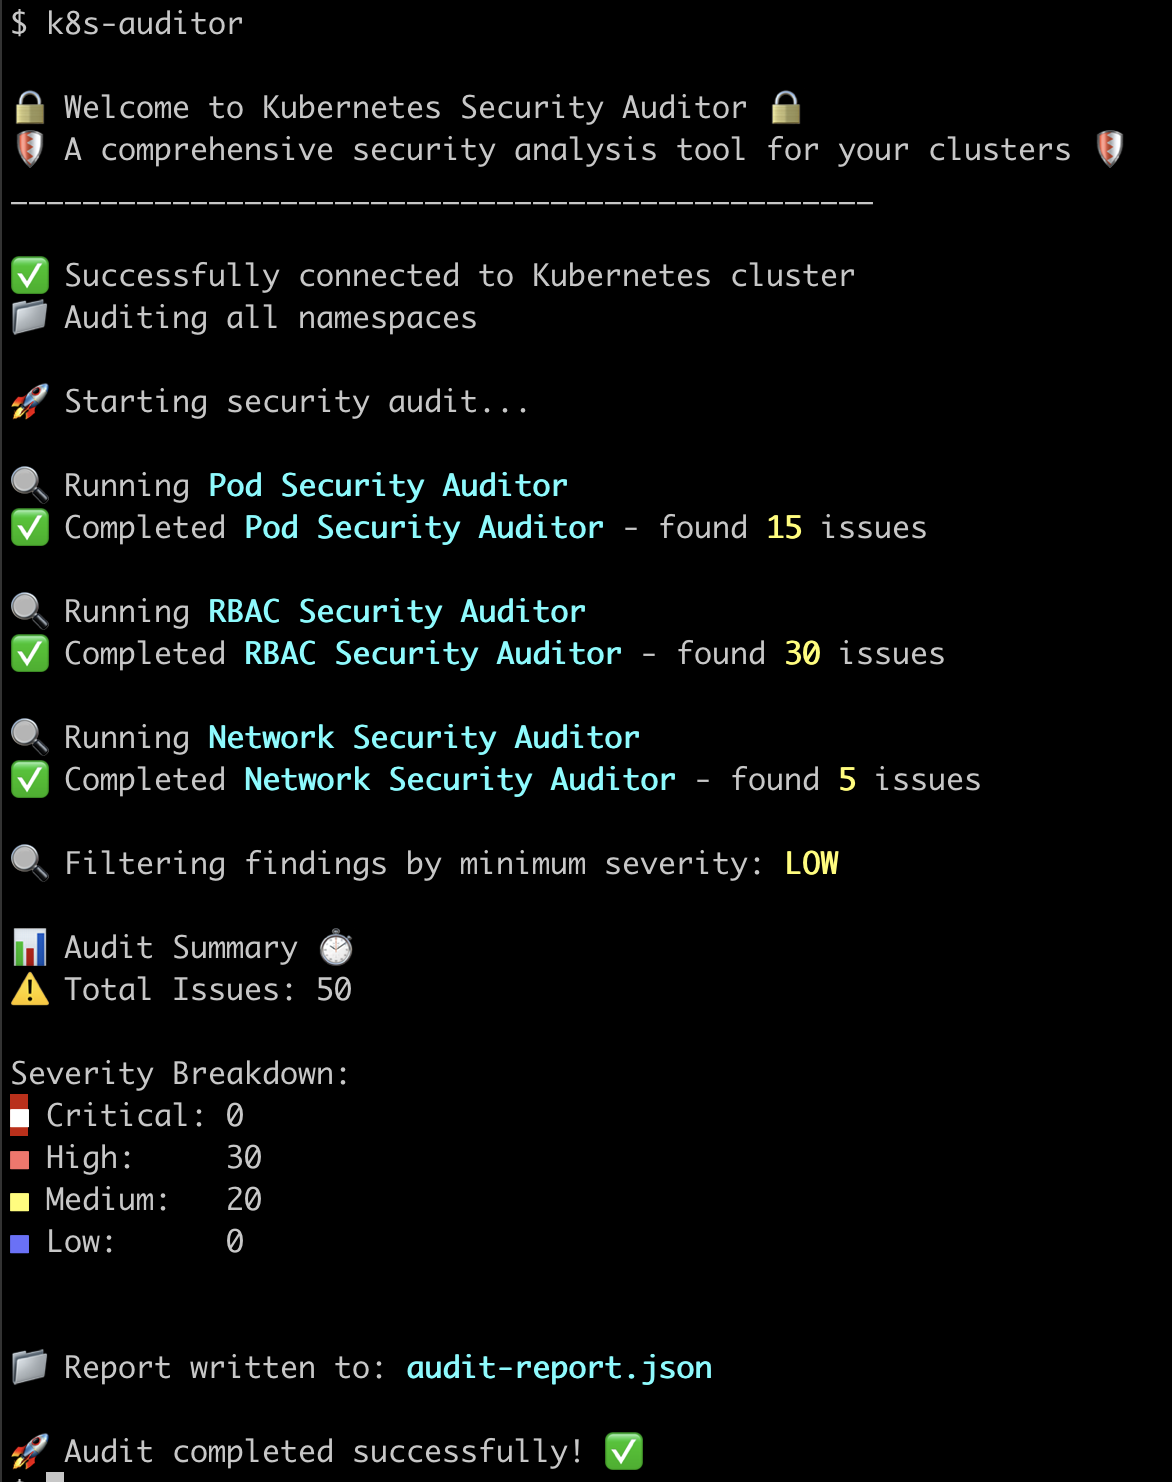 $ k8s-auditor
🔒 Welcome to Kubernetes Security Auditor 🔒
🛡️ A comprehensive security analysis tool for your clusters 🛡️
________________________________________________
✅ Successfully connected to Kubernetes cluster
📁 Auditing all namespaces
🚀 Starting security audit...
🔍 Running Pod Security Auditor
✅ Completed Pod Security Auditor - found 15 issues
🔍 Running RBAC Security Auditor
✅ Completed RBAC Security Auditor - found 30 issues
🔍 Running Network Security Auditor
✅ Completed Network Security Auditor - found 5 issues
🔍 Filtering findings by minimum severity: LOW
📊 Audit Summary ⏱️
⚠️ Total Issues: 50
Severity Breakdown:
■ Critical: 0
■ High: 30
■ Medium: 20
■ Low: 0
📁 Report written to: audit-report.json
🚀 Audit completed successfully! ✅
$